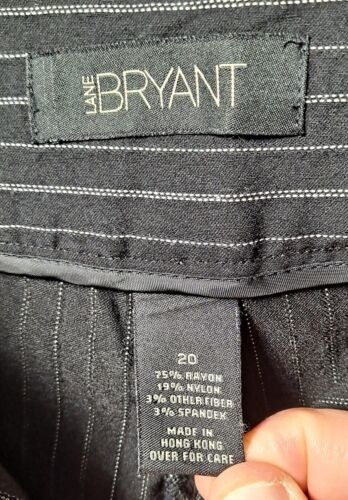 LANE
BRYANT
20
75% RAYON
19% NYLON
3% OTHER FIBER
3% SPANDEX
MADE IN
HONG KONG
OVER FOR CARE